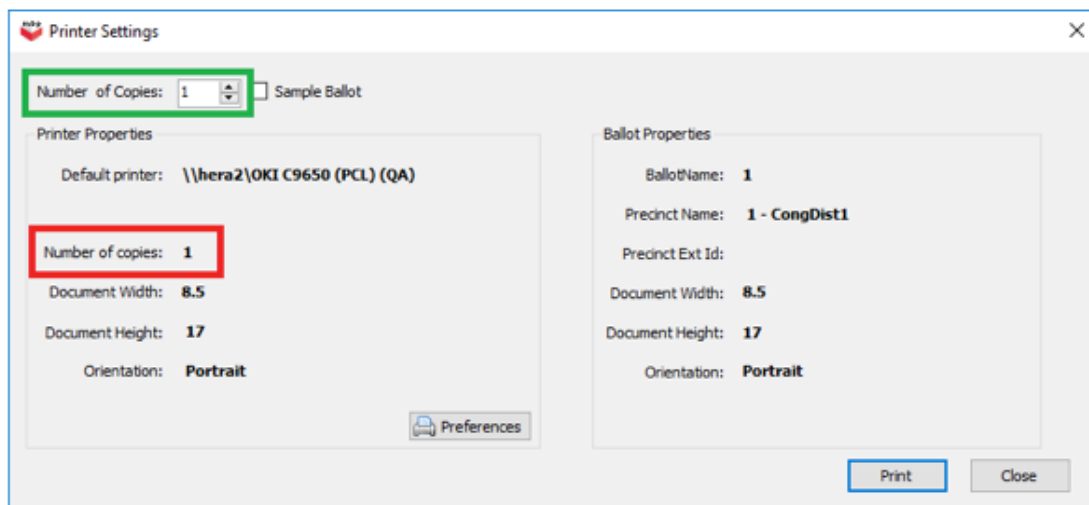 Printer Settings
Number of Copies: 1 Sample Ballot
Printer Properties
Default printer: \\hera2\OKI C9650 (PCL) (QA)
Number of copies: 1
Document Width: 8.5
Document Height: 17
Orientation: Portrait
Preferences
Ballot Properties
BallotName: 1
Precinct Name: 1 - CongDist1
Precinct Ext Id:
Document Width: 8.5
Document Height: 17
Orientation: Portrait
Print
Close